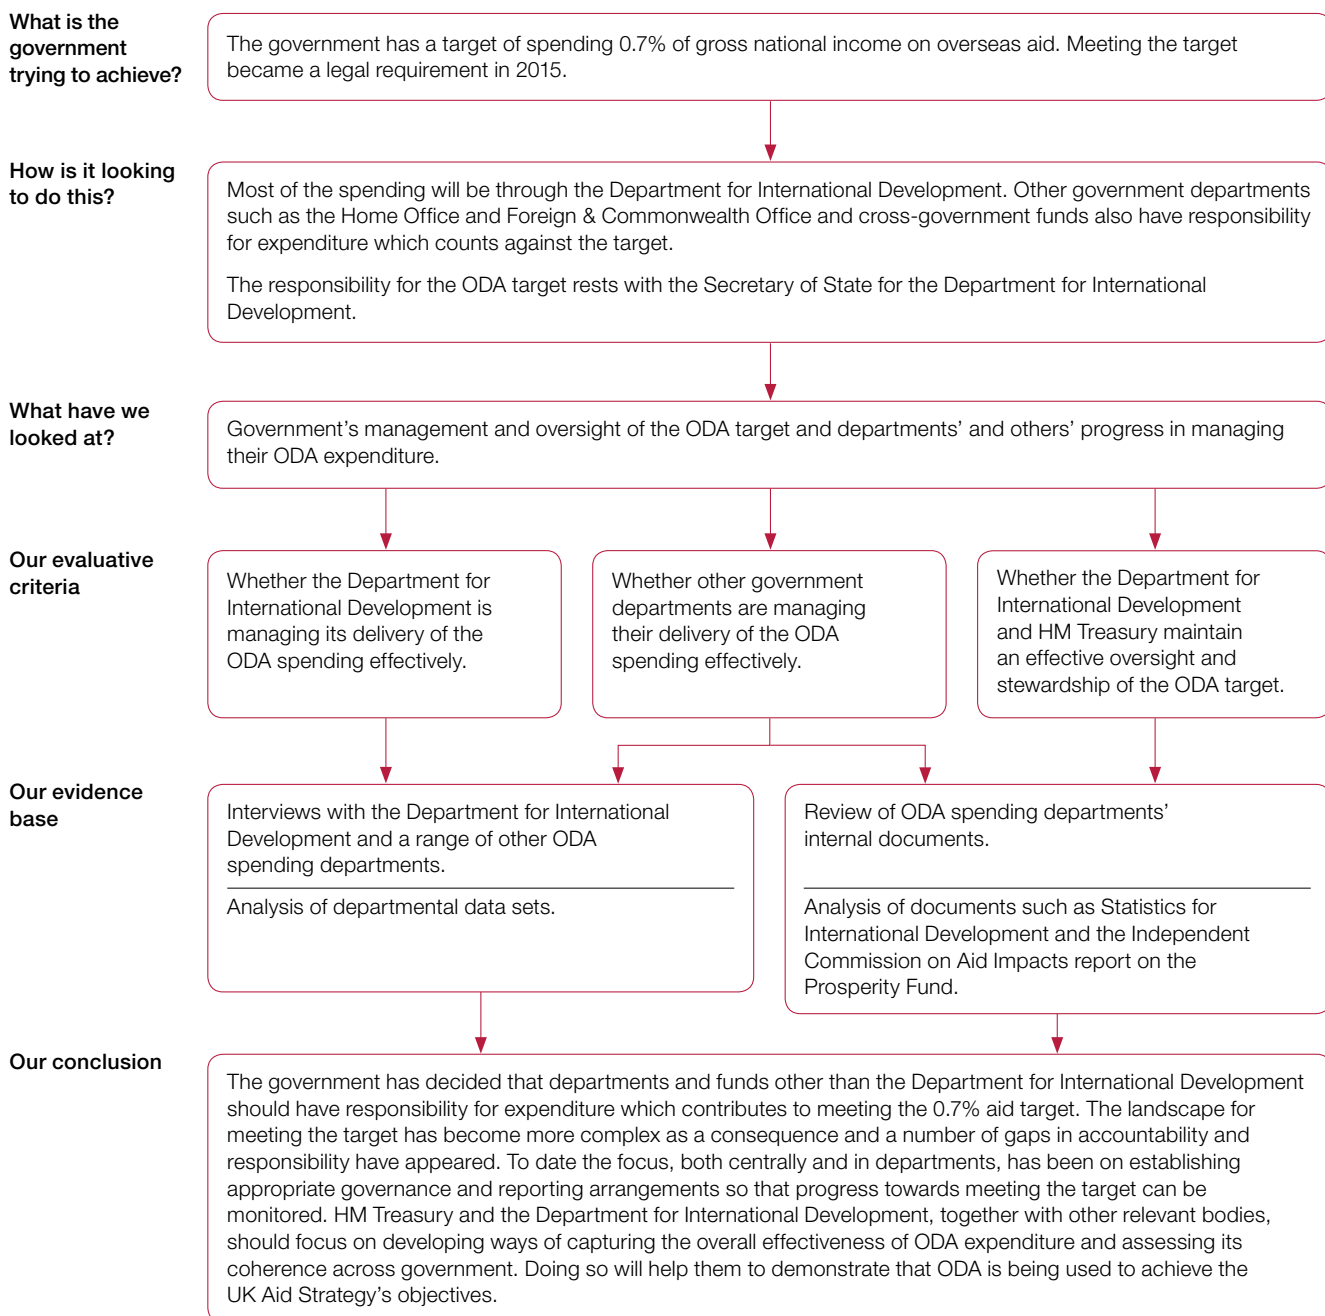 What is the
government
trying to achieve?
The government has a target of spending 0.7% of gross national income on overseas aid. Meeting the target
became a legal requirement in 2015.
How is it looking
to do this?
Most of the spending will be through the Department for International Development. Other government departments
such as the Home Office and Foreign & Commonwealth Office and cross-government funds also have responsibility
for expenditure which counts against the target.
The responsibility for the ODA target rests with the Secretary of State for the Department for International
Development.
What have we
looked at?
Government's management and oversight of the ODA target and departments' and others' progress in managing
their ODA expenditure.
Our evaluative
criteria
Whether the Department for
International Development is
managing its delivery of the
ODA spending effectively.
Whether other government
departments are managing
their delivery of the ODA
spending effectively.
Whether the Department for
International Development
and HM Treasury maintain
an effective oversight and
stewardship of the ODA target.
Our evidence
base
Interviews with the Department for International
Development and a range of other ODA
spending departments.
Analysis of departmental data sets.
Review of ODA spending departments'
internal documents.
Analysis of documents such as Statistics for
International Development and the Independent
Commission on Aid Impacts report on the
Prosperity Fund.
Our conclusion
The government has decided that departments and funds other than the Department for International Development
should have responsibility for expenditure which contributes to meeting the 0.7% aid target. The landscape for
meeting the target has become more complex as a consequence and a number of gaps in accountability and
responsibility have appeared. To date the focus, both centrally and in departments, has been on establishing
appropriate governance and reporting arrangements so that progress towards meeting the target can be
monitored. HM Treasury and the Department for International Development, together with other relevant bodies,
should focus on developing ways of capturing the overall effectiveness of ODA expenditure and assessing its
coherence across government. Doing so will help them to demonstrate that ODA is being used to achieve the
UK Aid Strategy's objectives.